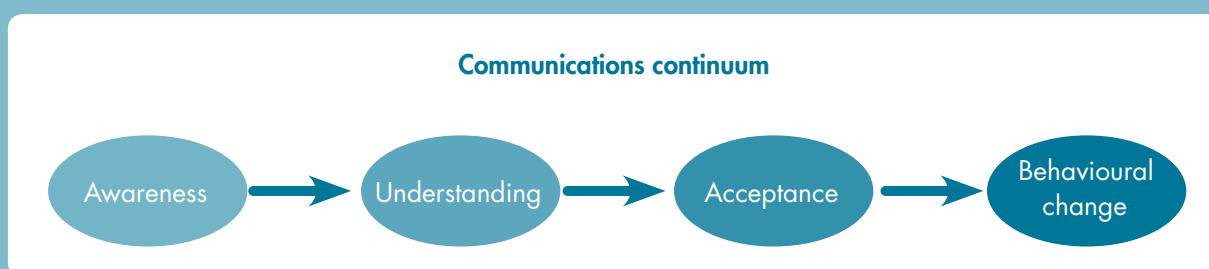 Communications continuum
Awareness
Understanding
Acceptance
Behavioural
change